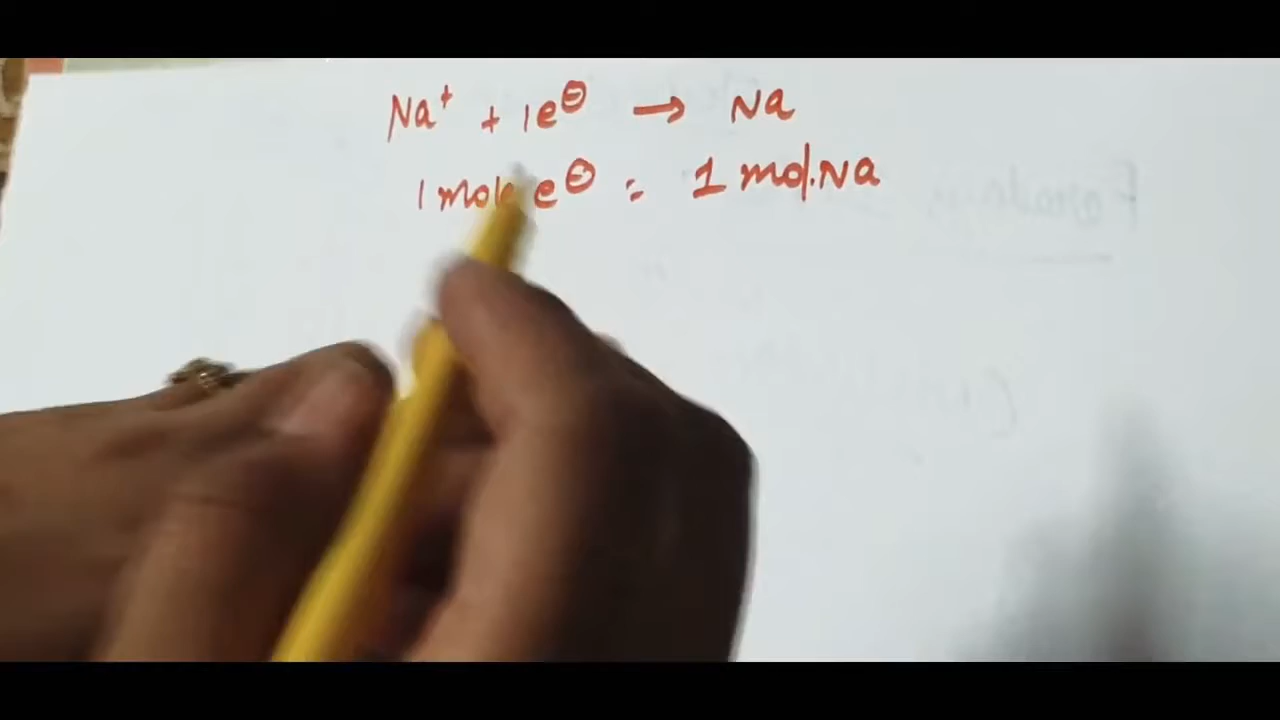 Na⁺ + 1e⊖ → Na
1 mole e⊖ = 1 mol. Na